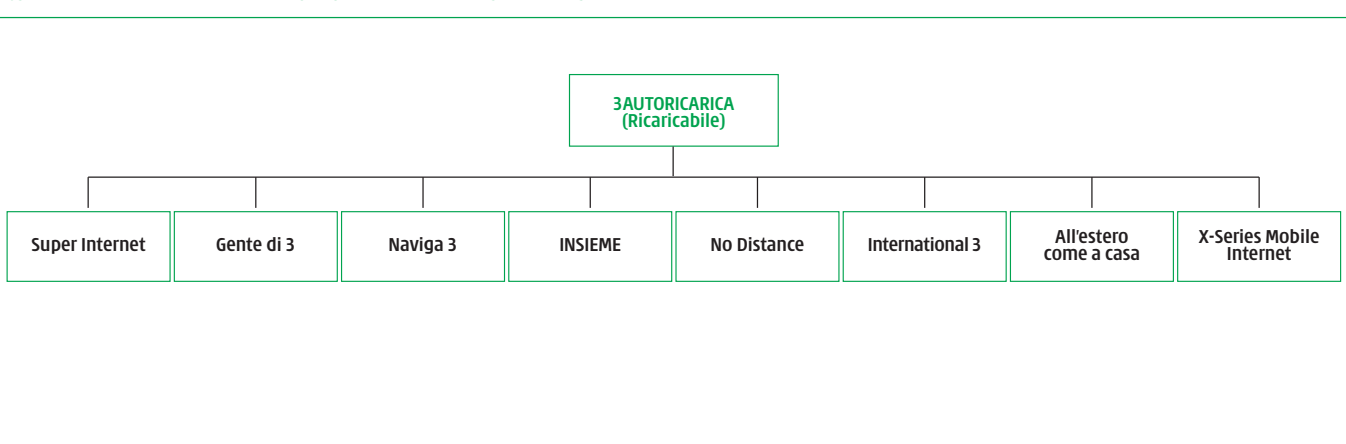 3AUTORICARICA
(Ricaricabile)
Super Internet
Gente di 3
Naviga 3
INSIEME
No Distance
International 3
All'estero
come a casa
X-Series Mobile
Internet